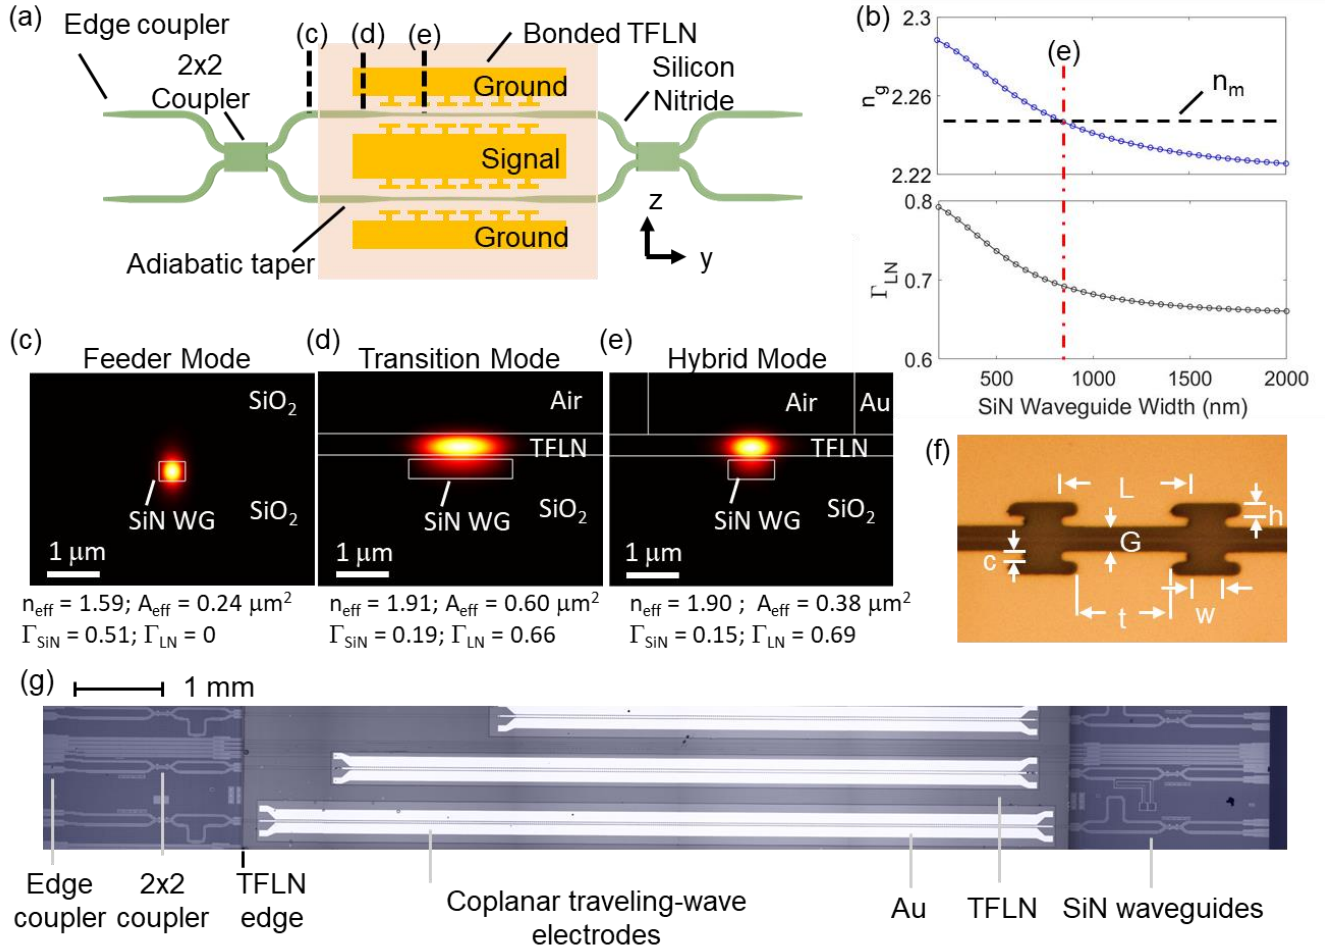 (a)
Edge coupler
2x2
Coupler
(c)
(d)
(e)
Bonded TFLN
Ground
Silicon
Nitride
Signal
Ground
Adiabatic taper
z
y
(b)
2.3
2.26
2.22
n_g
(e)
n_m
0.8
0.7
0.6
Γ_LN
500
1000
1500
2000
SiN Waveguide Width (nm)
(c)
Feeder Mode
SiO₂
SiN WG
SiO₂
1 μm
n_eff = 1.59; A_eff = 0.24 μm²
Γ_SiN = 0.51; Γ_LN = 0
(d)
Transition Mode
Air
TFLN
SiN WG
SiO₂
1 μm
n_eff = 1.91; A_eff = 0.60 μm²
Γ_SiN = 0.19; Γ_LN = 0.66
(e)
Hybrid Mode
Air
Au
TFLN
SiN WG
SiO₂
1 μm
n_eff = 1.90 ; A_eff = 0.38 μm²
Γ_SiN = 0.15; Γ_LN = 0.69
(f)
L
h
G
c
t
w
(g)
1 mm
Edge
coupler
2x2
coupler
TFLN
edge
Coplanar traveling-wave
electrodes
Au
TFLN
SiN waveguides